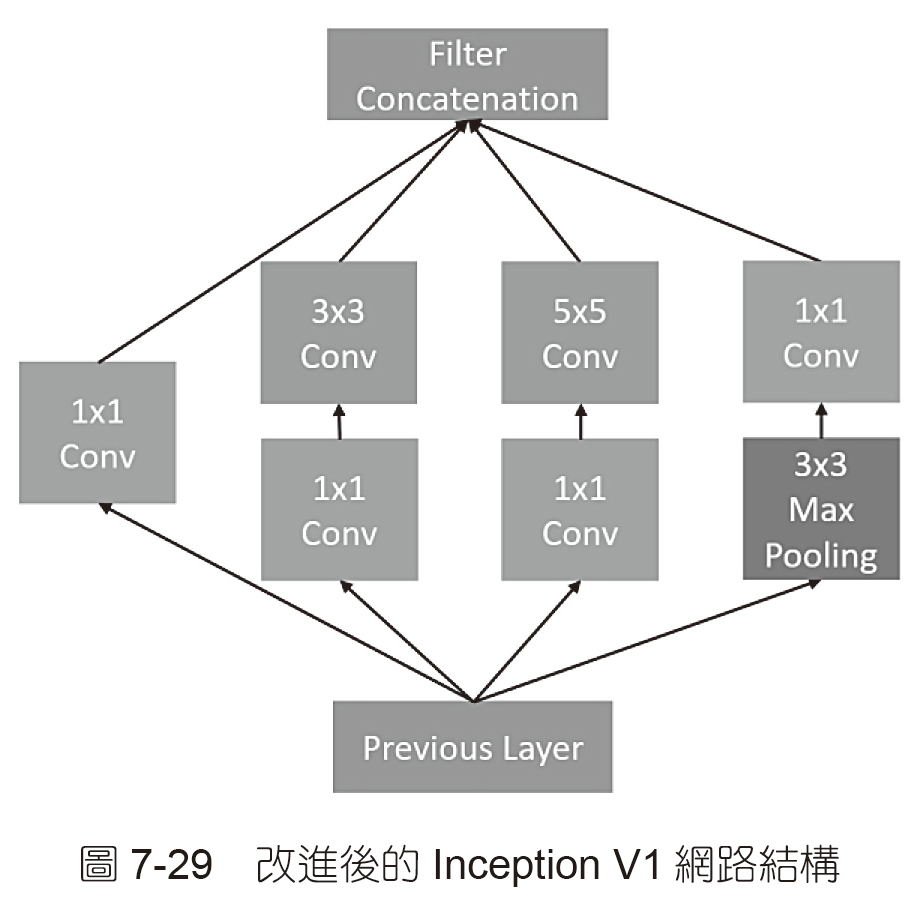 Filter
Concatenation
3x3
Conv
5x5
Conv
1x1
Conv
1x1
Conv
1x1
Conv
1x1
Conv
3x3
Max
Pooling
Previous Layer
圖 7-29 改進後的 Inception V1 網路結構